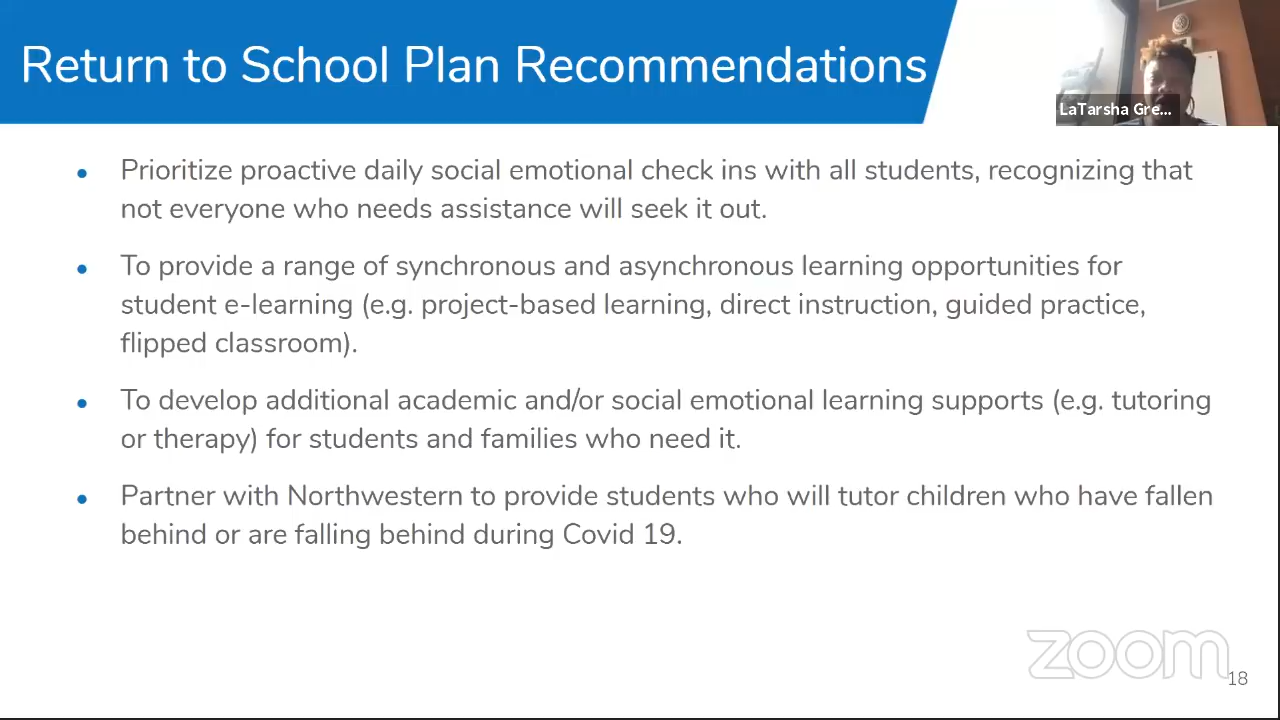 Return to School Plan Recommendations
LaTarsha Gre...
• Prioritize proactive daily social emotional check ins with all students, recognizing that
not everyone who needs assistance will seek it out.
• To provide a range of synchronous and asynchronous learning opportunities for
student e-learning (e.g. project-based learning, direct instruction, guided practice,
flipped classroom).
• To develop additional academic and/or social emotional learning supports (e.g. tutoring
or therapy) for students and families who need it.
• Partner with Northwestern to provide students who will tutor children who have fallen
behind or are falling behind during Covid 19.
zoom
18